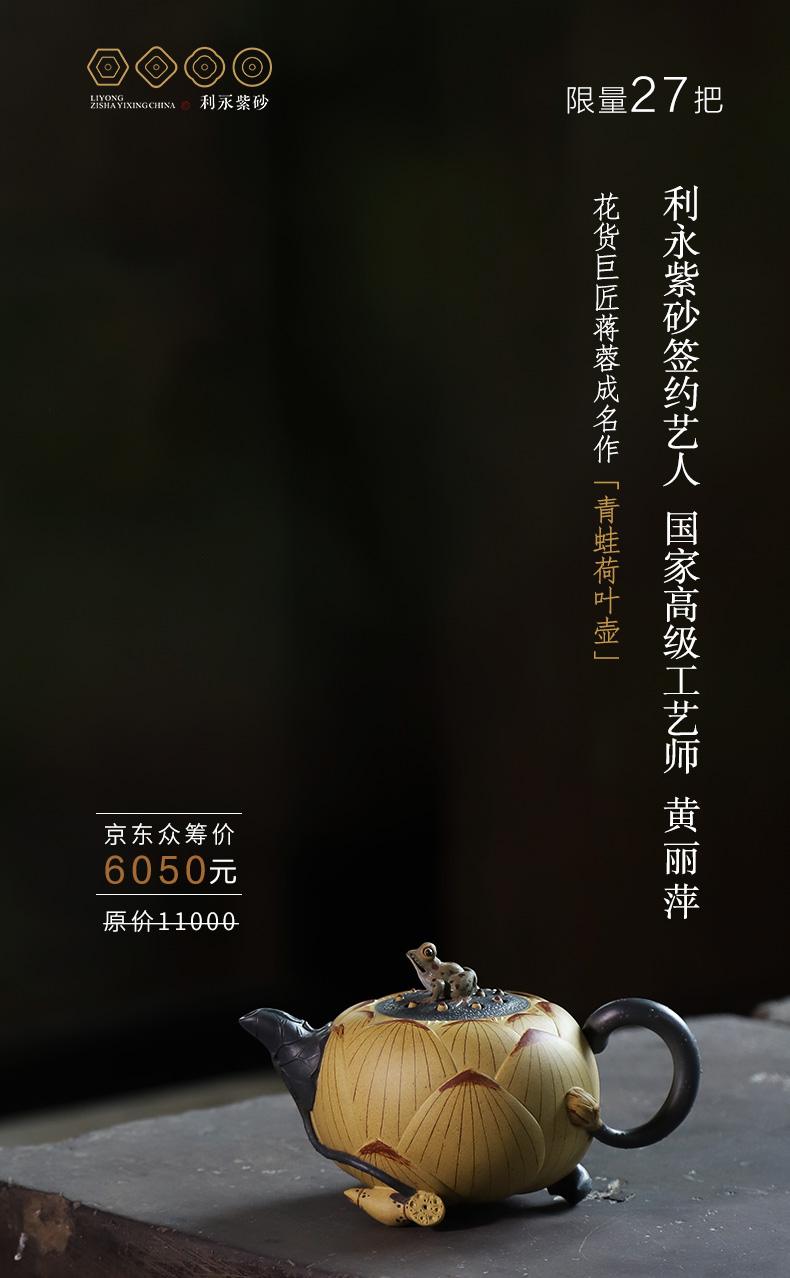 LIYONG
ZISHA YIXING CHINA
利永紫砂
限量27把
利永紫砂签约艺人 国家高级工艺师 黄丽萍
花货巨匠蒋蓉成名作「青蛙荷叶壶」
京东众筹价
6050元
原价11000